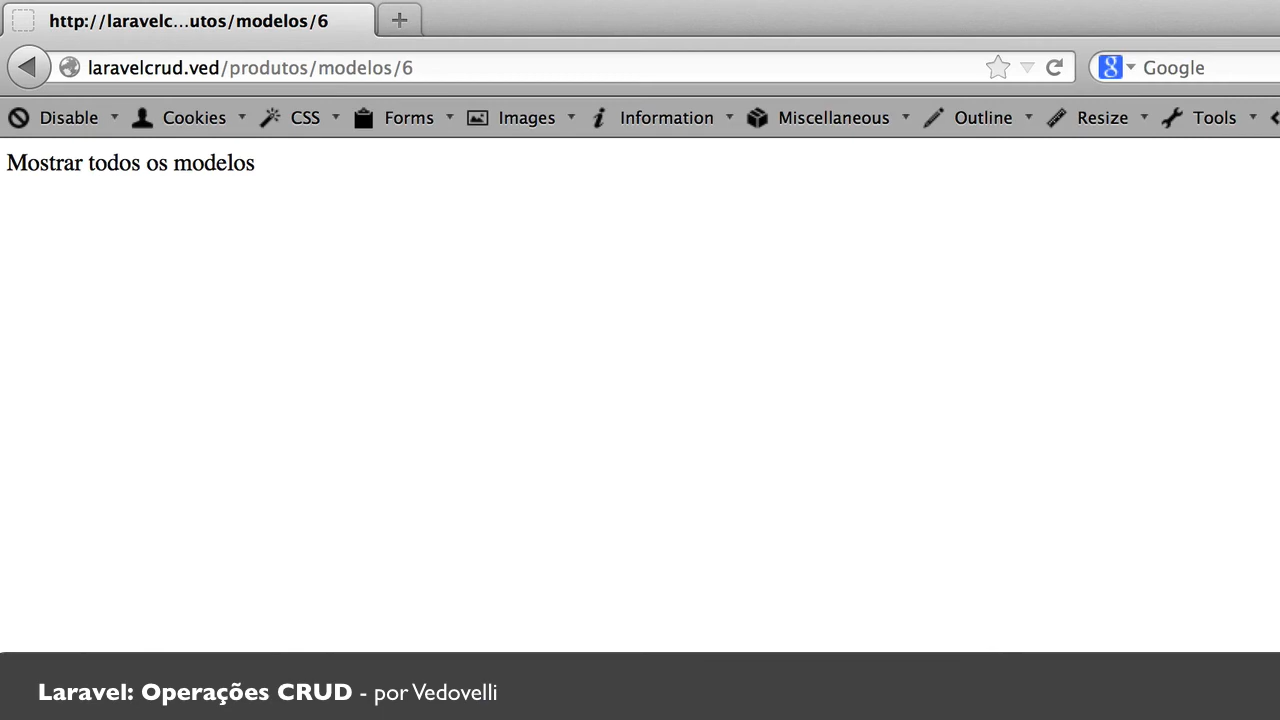 http://laravelc...utos/modelos/6
laravelcrud.ved/produtos/modelos/6
Google
Disable Cookies CSS Forms Images Information Miscellaneous Outline Resize Tools
Mostrar todos os modelos
Laravel: Operações CRUD - por Vedovelli